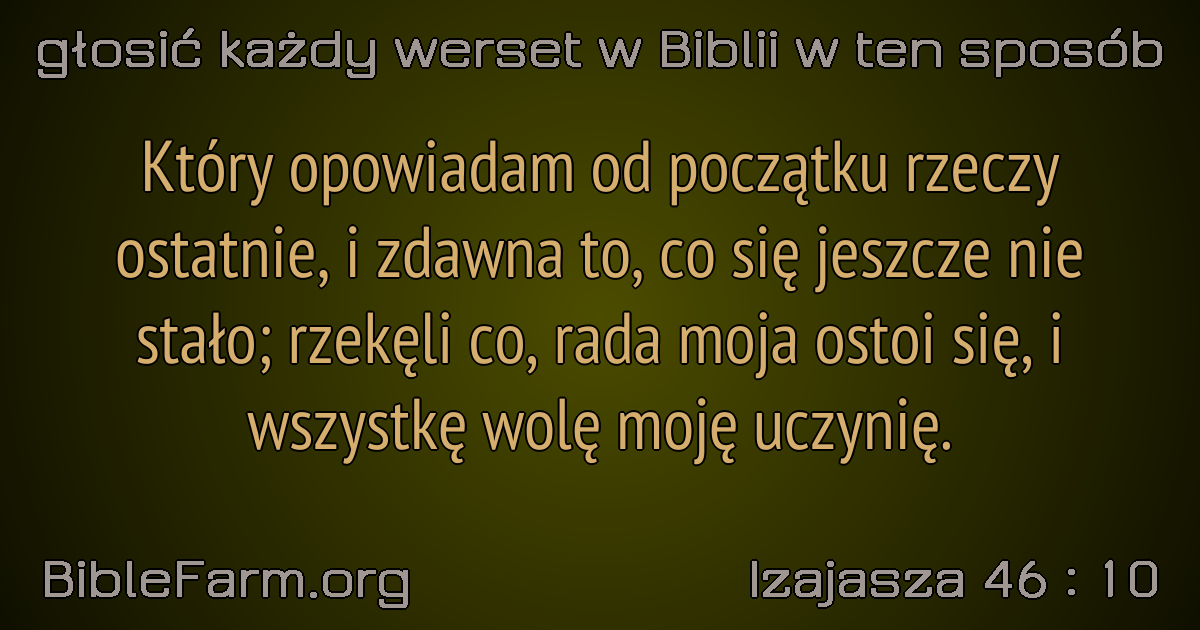 głosić każdy werset w Biblii w ten sposób
Który opowiadam od początku rzeczy
ostatnie, i zdawna to, co się jeszcze nie
stało; rzekęli co, rada moja ostoi się, i
wszystkę wolę moję uczynię.
BibleFarm.org
Izajasza 46 : 10